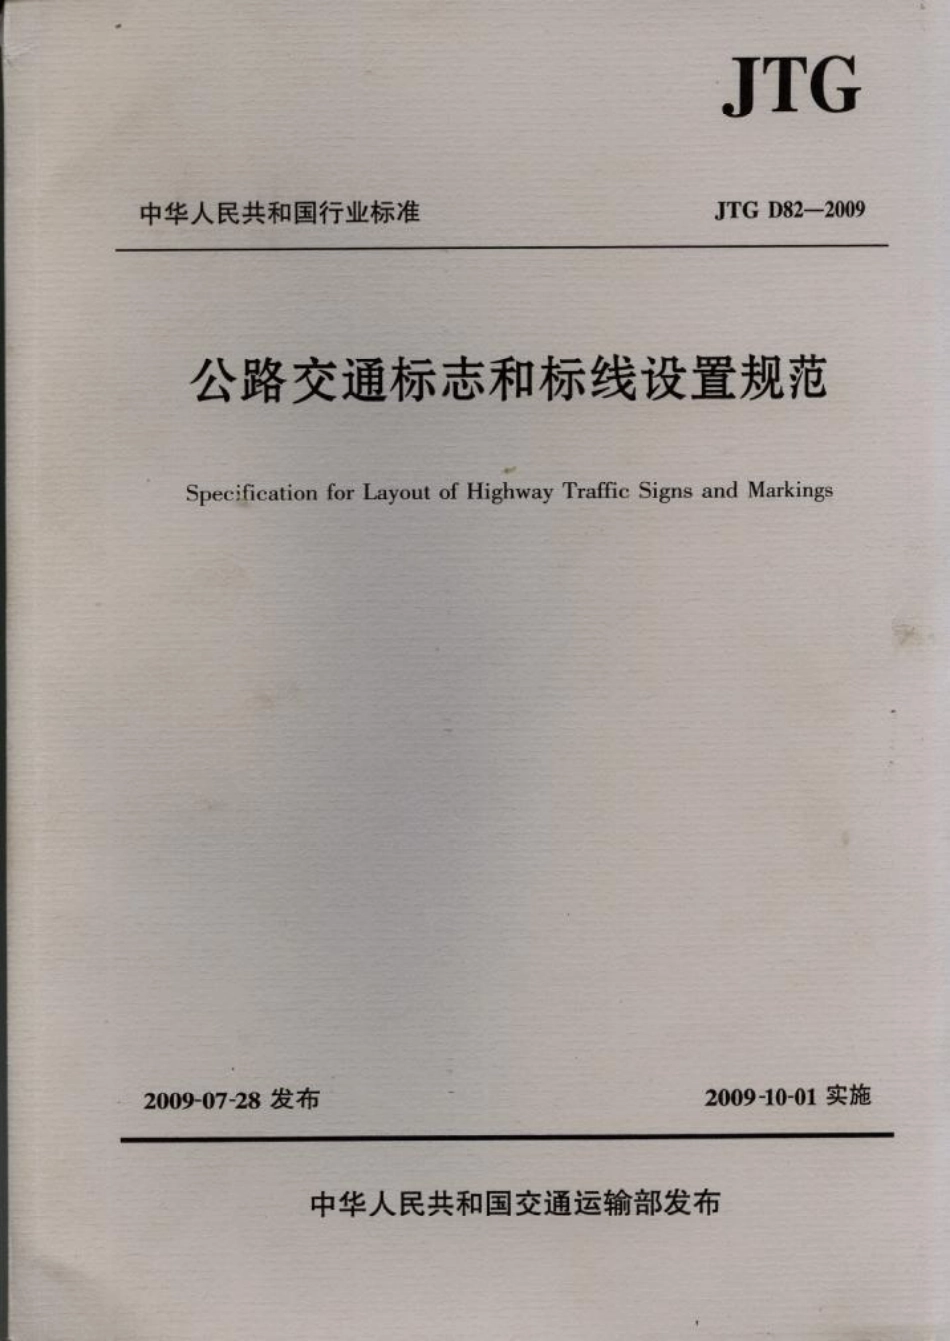 JTG
中华人民共和国行业标准 JTG D82—2009
公路交通标志和标线设置规范
Specification for Layout of Highway Traffic Signs and Markings
2009-07-28 发布 2009-10-01 实施
中华人民共和国交通运输部发布